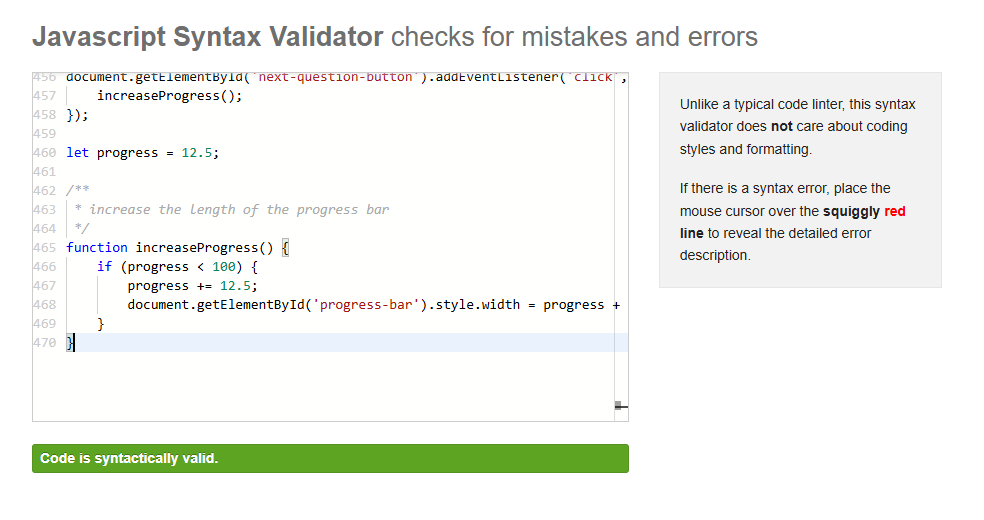 Javascript Syntax Validator checks for mistakes and errors
456 document.getElementById('next-question-button').addEventListener('click',
457     increaseProgress();
458 });
459
460 let progress = 12.5;
461
462 /**
463  * increase the length of the progress bar
464  */
465 function increaseProgress() {
466     if (progress < 100) {
467         progress += 12.5;
468         document.getElementById('progress-bar').style.width = progress +
469     }
470 }
Code is syntactically valid.
Unlike a typical code linter, this syntax
validator does not care about coding
styles and formatting.
If there is a syntax error, place the
mouse cursor over the squiggly red
line to reveal the detailed error
description.